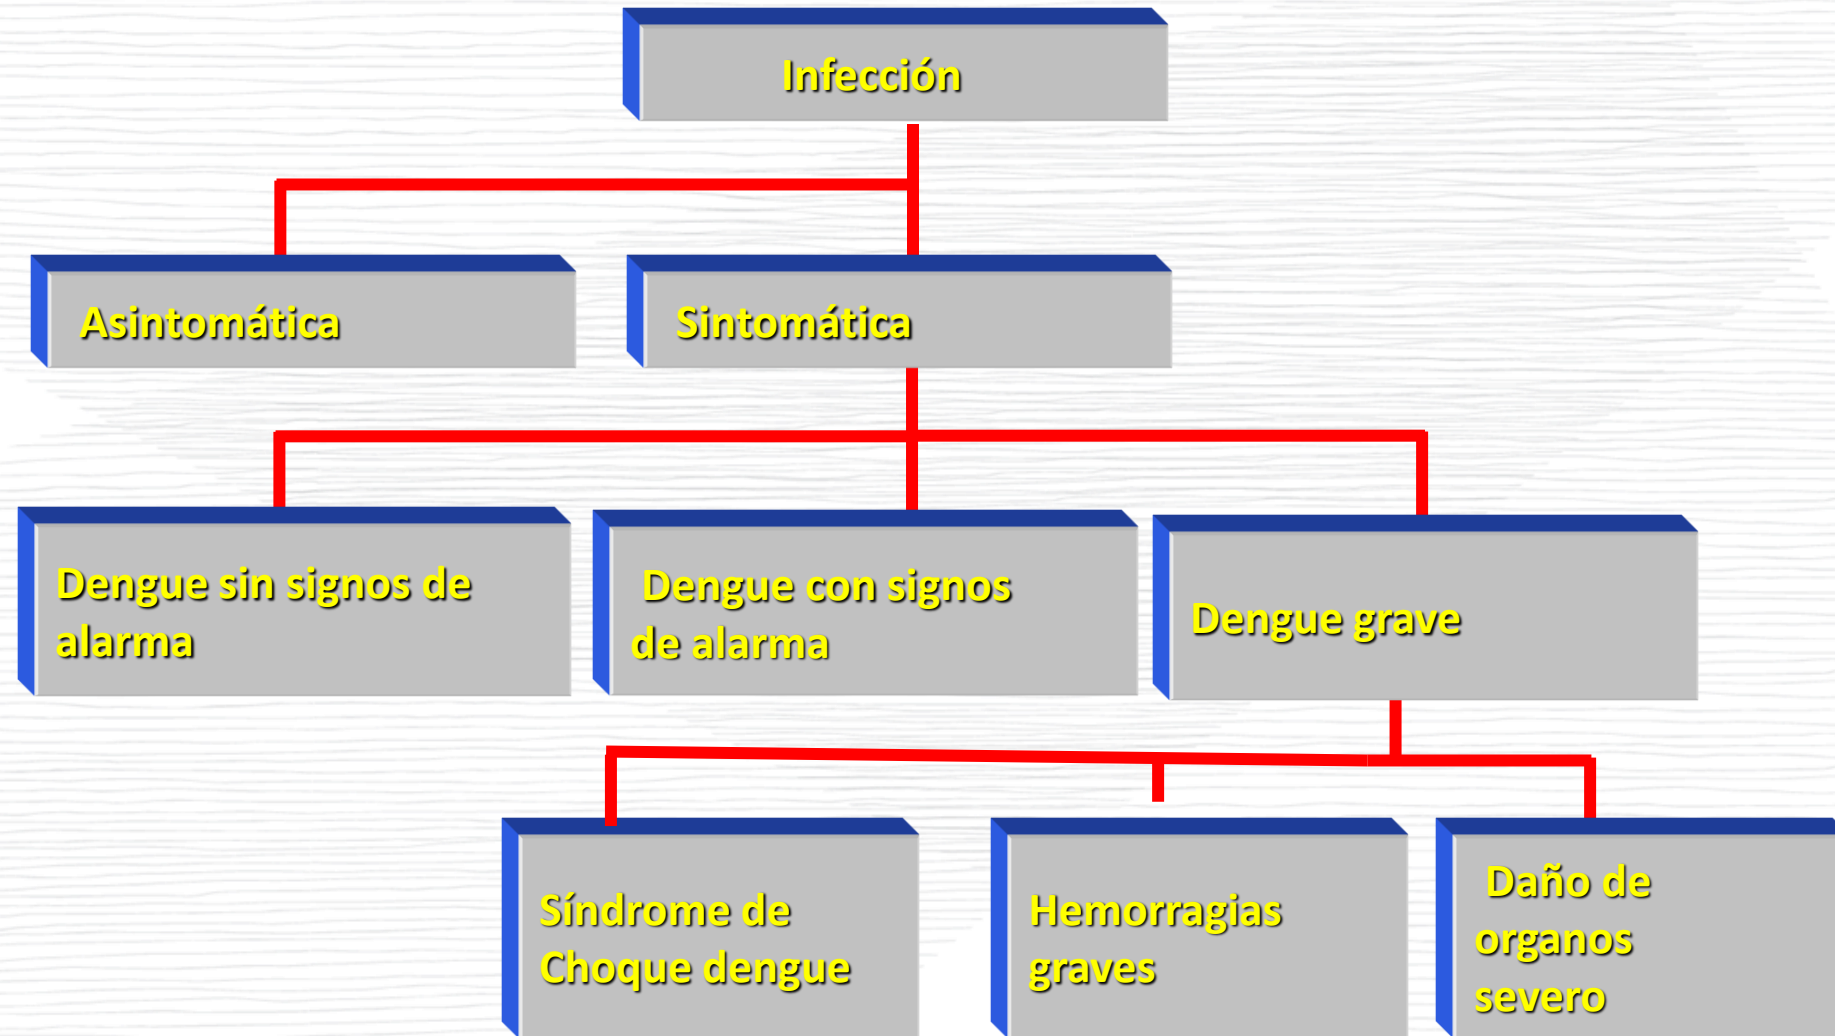 Infección
Asintomática
Sintomática
Dengue sin signos de
alarma
Dengue con signos
de alarma
Dengue grave
Síndrome de
Choque dengue
Hemorragias
graves
Daño de
organos
severo